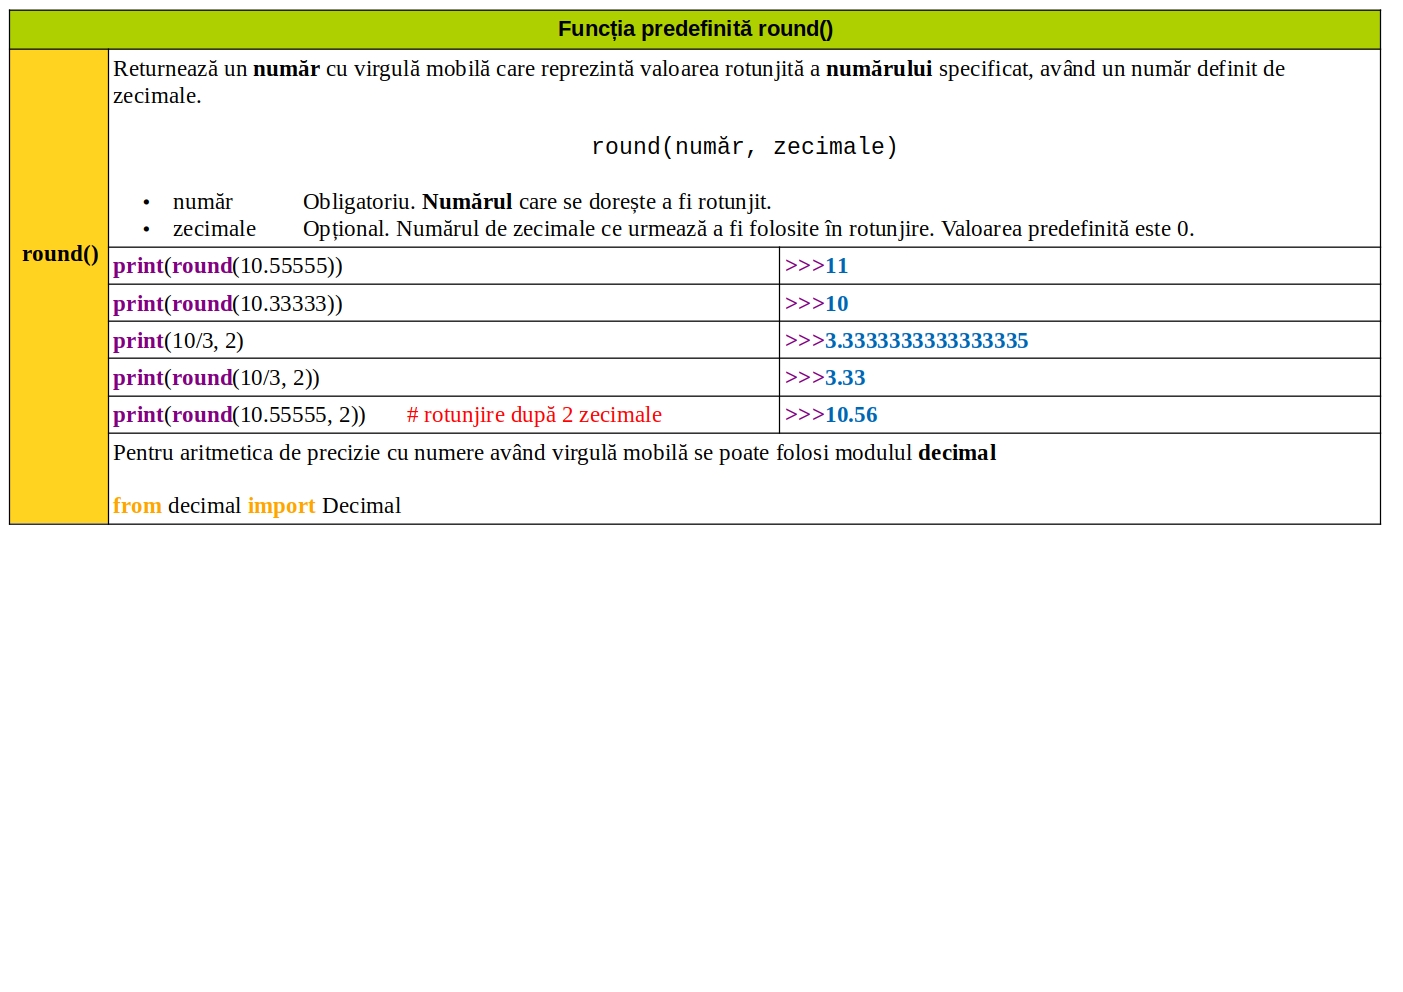 Funcția predefinită round()
Returnează un număr cu virgulă mobilă care reprezintă valoarea rotunjită a numărului specificat, având un număr definit de
zecimale.
round(număr, zecimale)
• număr Obligatoriu. Numărul care se dorește a fi rotunjit.
• zecimale Opțional. Numărul de zecimale ce urmează a fi folosite în rotunjire. Valoarea predefinită este 0.
round()
print(round(10.55555)) >>>11
print(round(10.33333)) >>>10
print(10/3, 2) >>>3.3333333333333335
print(round(10/3, 2)) >>>3.33
print(round(10.55555, 2)) # rotunjire după 2 zecimale >>>10.56
Pentru aritmetica de precizie cu numere având virgulă mobilă se poate folosi modulul decimal
from decimal import Decimal